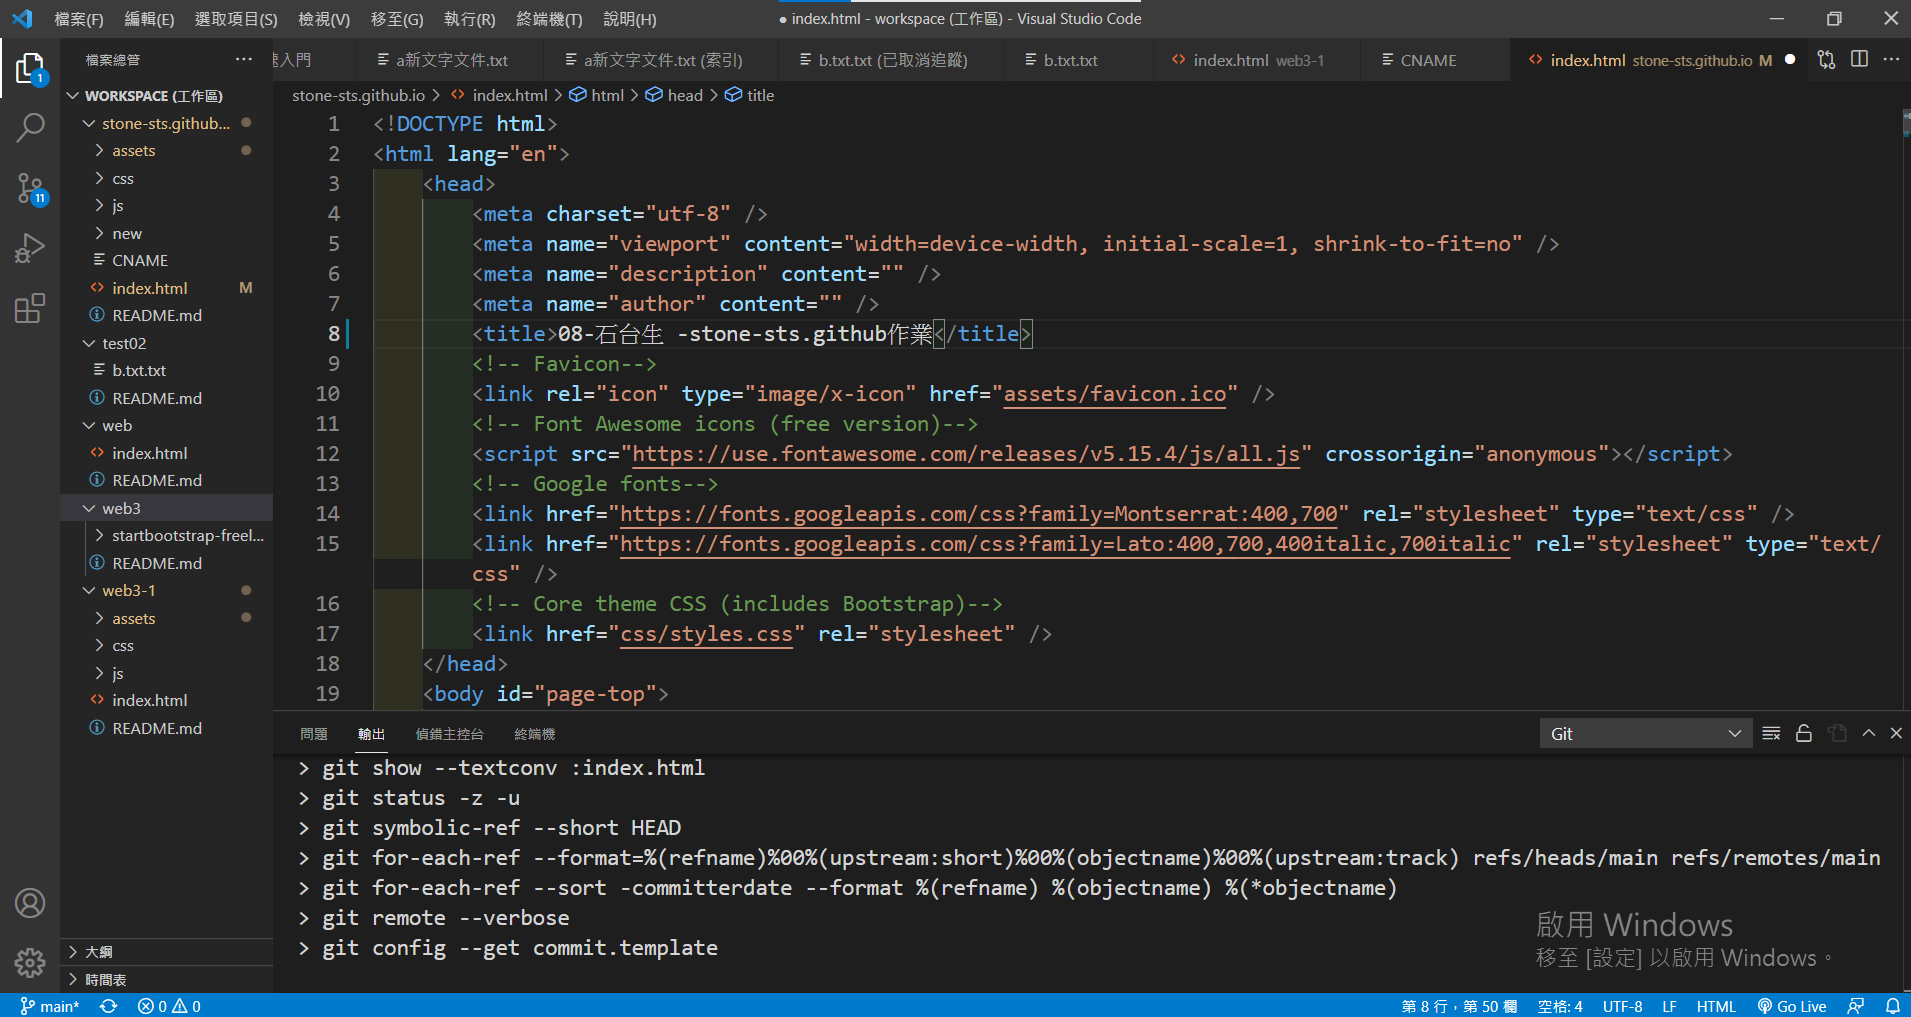 檔案(F) 編輯(E) 選取項目(S) 檢視(V) 移至(G) 執行(R) 終端機(T) 說明(H)
● index.html - workspace (工作區) - Visual Studio Code
檔案總管 ···
入門 a新文字文件.txt a新文字文件.txt (索引) b.txt.txt (已取消追蹤) b.txt.txt index.html web3-1 CNAME index.html stone-sts.github.io M ●
1
11
WORKSPACE (工作區)
stone-sts.github...
assets
css
js
new
CNAME
index.html M
README.md
test02
b.txt.txt
README.md
web
index.html
README.md
web3
startbootstrap-freel...
README.md
web3-1
assets
css
js
index.html
README.md
大綱
時間表
stone-sts.github.io > index.html > html > head > title
1 <!DOCTYPE html>
2 <html lang="en">
3 <head>
4 <meta charset="utf-8" />
5 <meta name="viewport" content="width=device-width, initial-scale=1, shrink-to-fit=no" />
6 <meta name="description" content="" />
7 <meta name="author" content="" />
8 <title>08-石台生 -stone-sts.github作業</title>
9 <!-- Favicon-->
10 <link rel="icon" type="image/x-icon" href="assets/favicon.ico" />
11 <!-- Font Awesome icons (free version)-->
12 <script src="https://use.fontawesome.com/releases/v5.15.4/js/all.js" crossorigin="anonymous"></script>
13 <!-- Google fonts-->
14 <link href="https://fonts.googleapis.com/css?family=Montserrat:400,700" rel="stylesheet" type="text/css" />
15 <link href="https://fonts.googleapis.com/css?family=Lato:400,700,400italic,700italic" rel="stylesheet" type="text/
css" />
16 <!-- Core theme CSS (includes Bootstrap)-->
17 <link href="css/styles.css" rel="stylesheet" />
18 </head>
19 <body id="page-top">
問題 輸出 偵錯主控台 終端機 Git
> git show --textconv :index.html
> git status -z -u
> git symbolic-ref --short HEAD
> git for-each-ref --format=%(refname)%00%(upstream:short)%00%(objectname)%00%(upstream:track) refs/heads/main refs/remotes/main
> git for-each-ref --sort -committerdate --format %(refname) %(objectname) %(*objectname)
> git remote --verbose
> git config --get commit.template
啟用 Windows
移至 [設定] 以啟用 Windows。
main* 0 0 第 8 行，第 50 欄 空格: 4 UTF-8 LF HTML Go Live